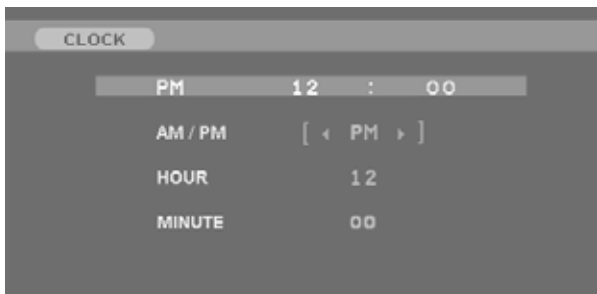 CLOCK
PM 12 : 00
AM / PM [ ◂ PM ▸ ]
HOUR 12
MINUTE 00